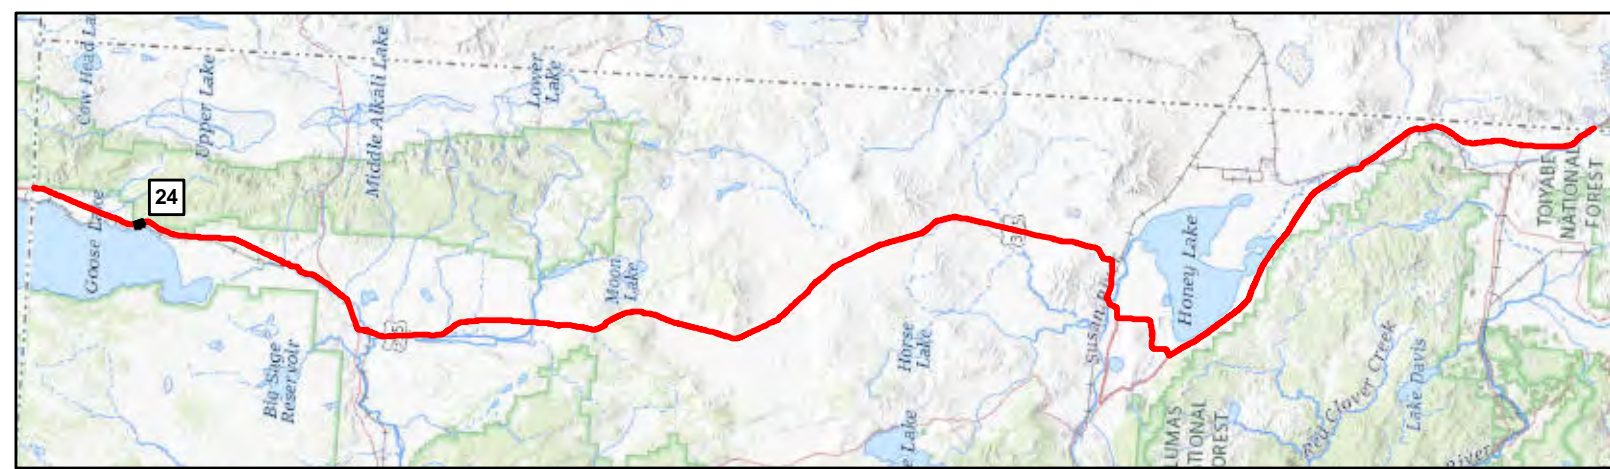 Cow Head La
Upper Lake
Middle Alkali Lake
Lower
Lake
24
Goose Lake
Big Sage
Reservoir
Moon
Lake
Horse
Lake
e Lake
Honey Lake
Red Clover Creek
Lake Davis
River
LUMAS
TIONAL
OREST
TOIYABE
NATIONAL
FOREST